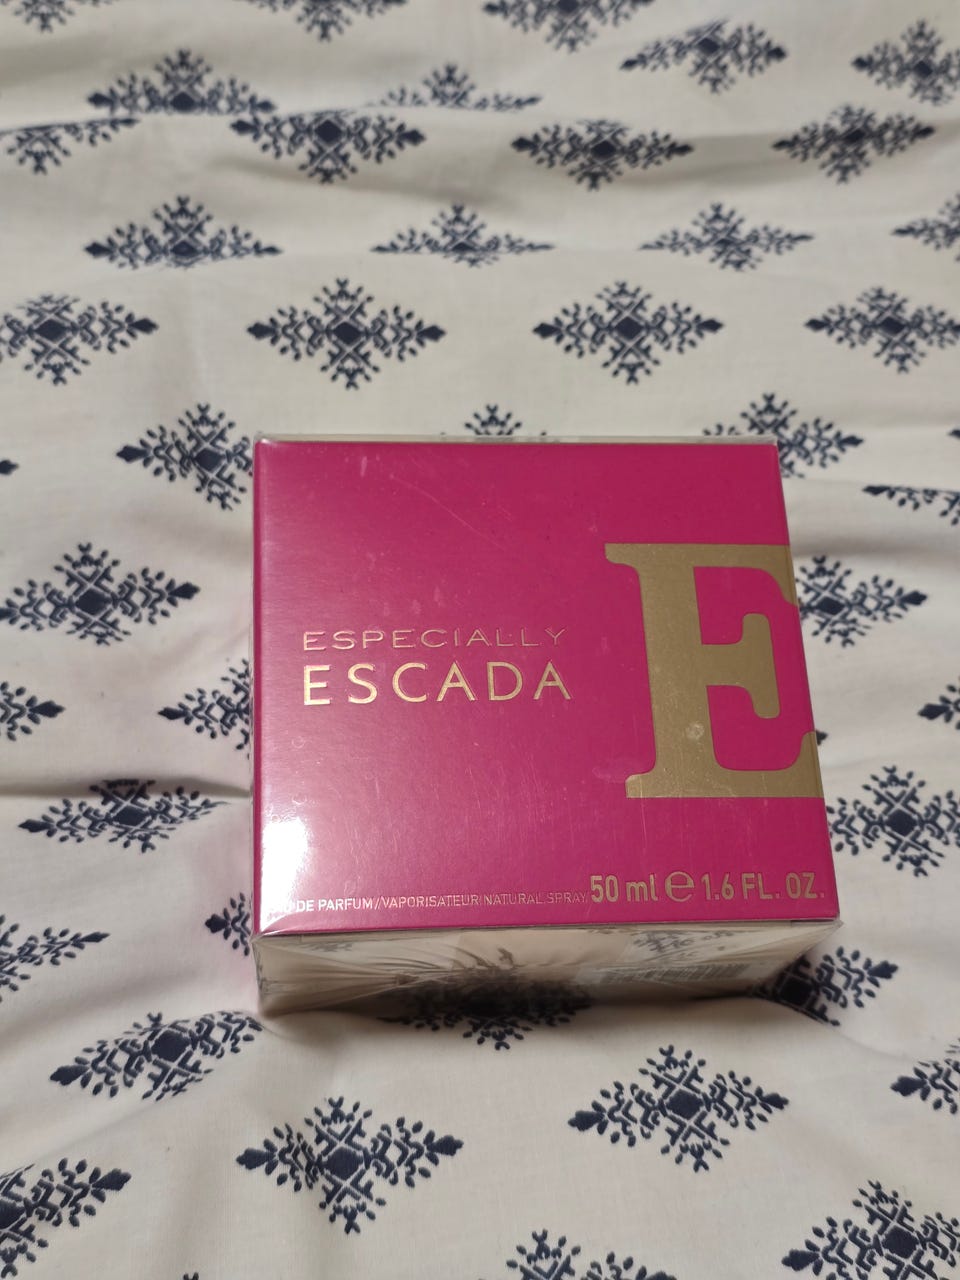 E
ESPECIALLY
ESCADA
DE PARFUM/VAPORISATEUR NATURAL SPRAY 50 ml ℮ 1.6 FL. OZ.